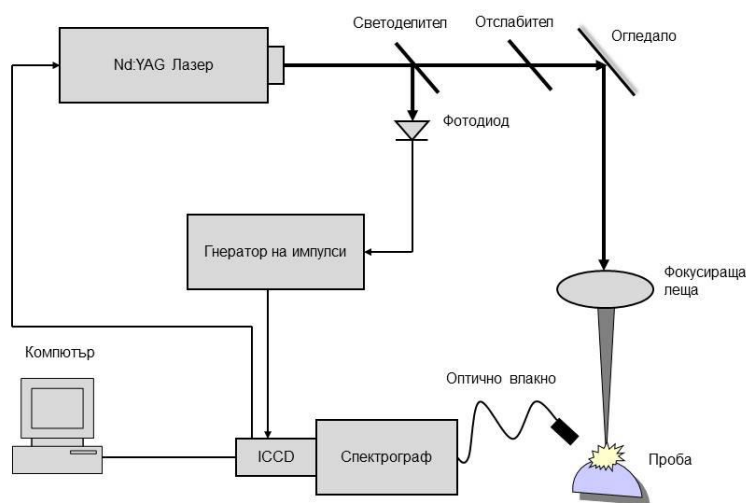 Светоделител
Отслабител
Огледало
Nd:YAG Лазер
Фотодиод
Гнератор на импулси
Фокусираща
леща
Компютър
Оптично влакно
ICCD
Спектрограф
Проба